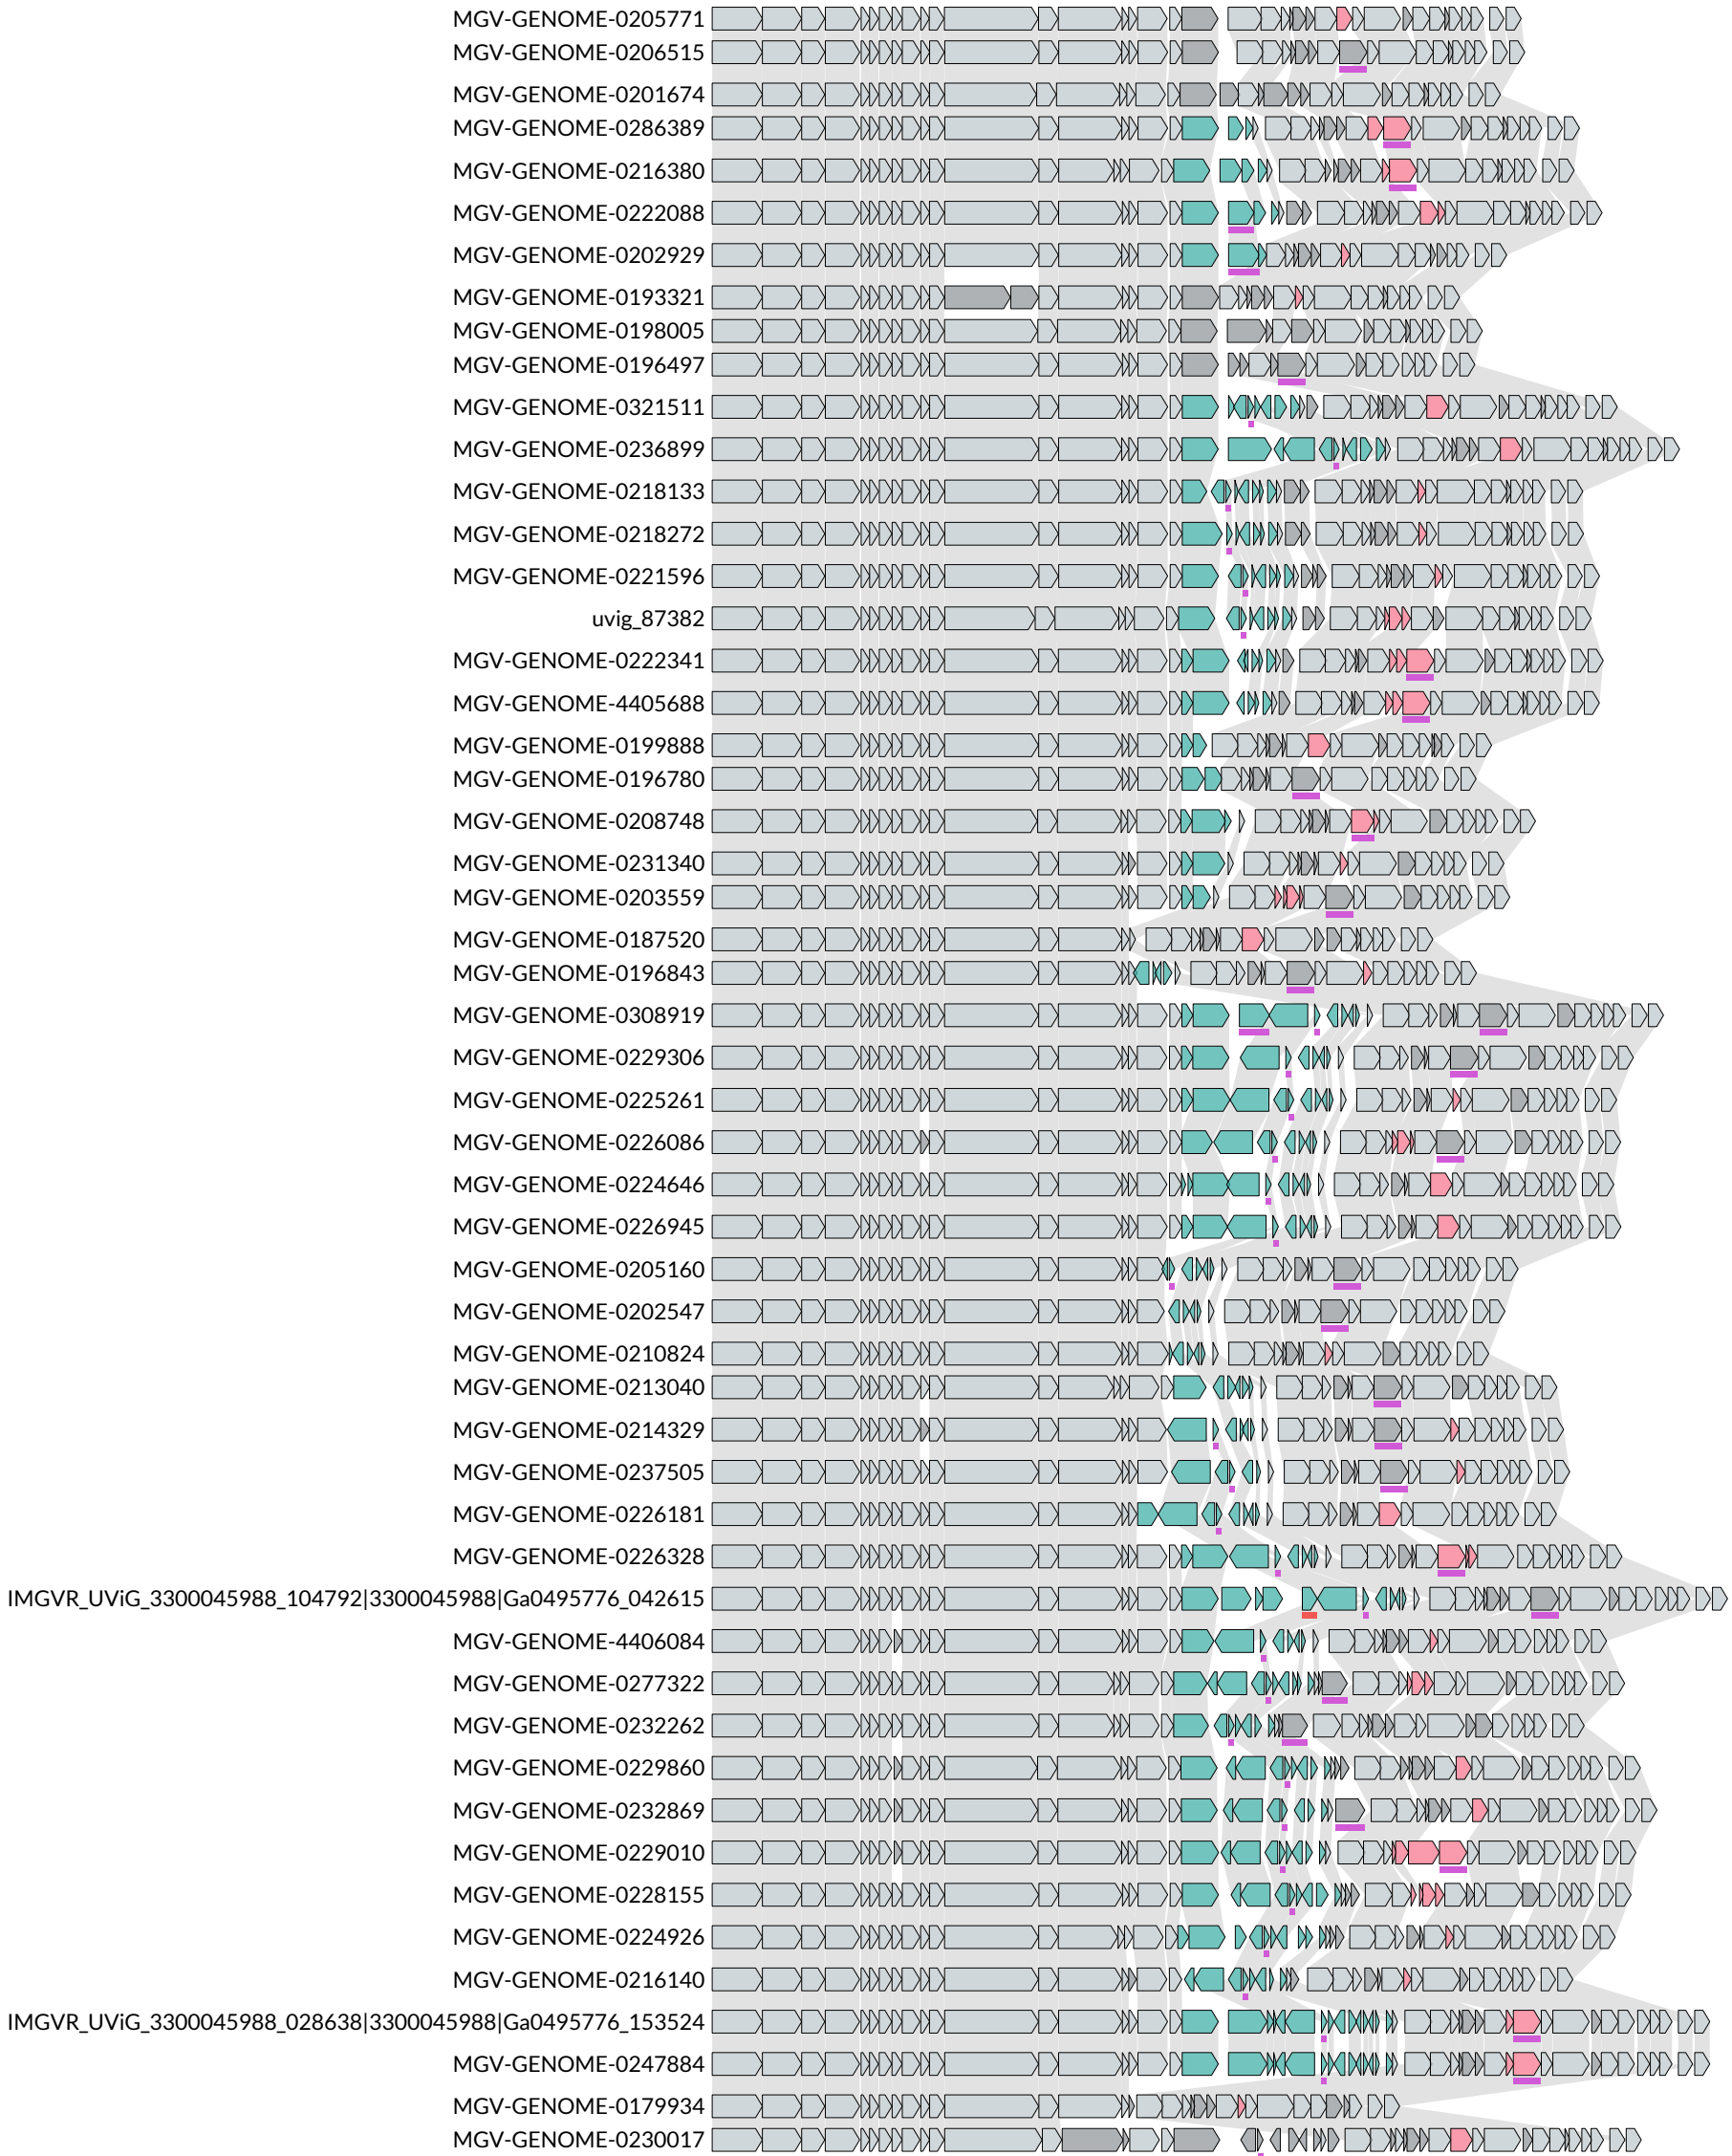 MGV-GENOME-0205771
MGV-GENOME-0206515
MGV-GENOME-0201674
MGV-GENOME-0286389
MGV-GENOME-0216380
MGV-GENOME-0222088
MGV-GENOME-0202929
MGV-GENOME-0193321
MGV-GENOME-0198005
MGV-GENOME-0196497
MGV-GENOME-0321511
MGV-GENOME-0236899
MGV-GENOME-0218133
MGV-GENOME-0218272
MGV-GENOME-0221596
uvig_87382
MGV-GENOME-0222341
MGV-GENOME-4405688
MGV-GENOME-0199888
MGV-GENOME-0196780
MGV-GENOME-0208748
MGV-GENOME-0231340
MGV-GENOME-0203559
MGV-GENOME-0187520
MGV-GENOME-0196843
MGV-GENOME-0308919
MGV-GENOME-0229306
MGV-GENOME-0225261
MGV-GENOME-0226086
MGV-GENOME-0224646
MGV-GENOME-0226945
MGV-GENOME-0205160
MGV-GENOME-0202547
MGV-GENOME-0210824
MGV-GENOME-0213040
MGV-GENOME-0214329
MGV-GENOME-0237505
MGV-GENOME-0226181
MGV-GENOME-0226328
IMGVR_UViG_3300045988_104792|3300045988|Ga0495776_042615
MGV-GENOME-4406084
MGV-GENOME-0277322
MGV-GENOME-0232262
MGV-GENOME-0229860
MGV-GENOME-0232869
MGV-GENOME-0229010
MGV-GENOME-0228155
MGV-GENOME-0224926
MGV-GENOME-0216140
IMGVR_UViG_3300045988_028638|3300045988|Ga0495776_153524
MGV-GENOME-0247884
MGV-GENOME-0179934
MGV-GENOME-0230017